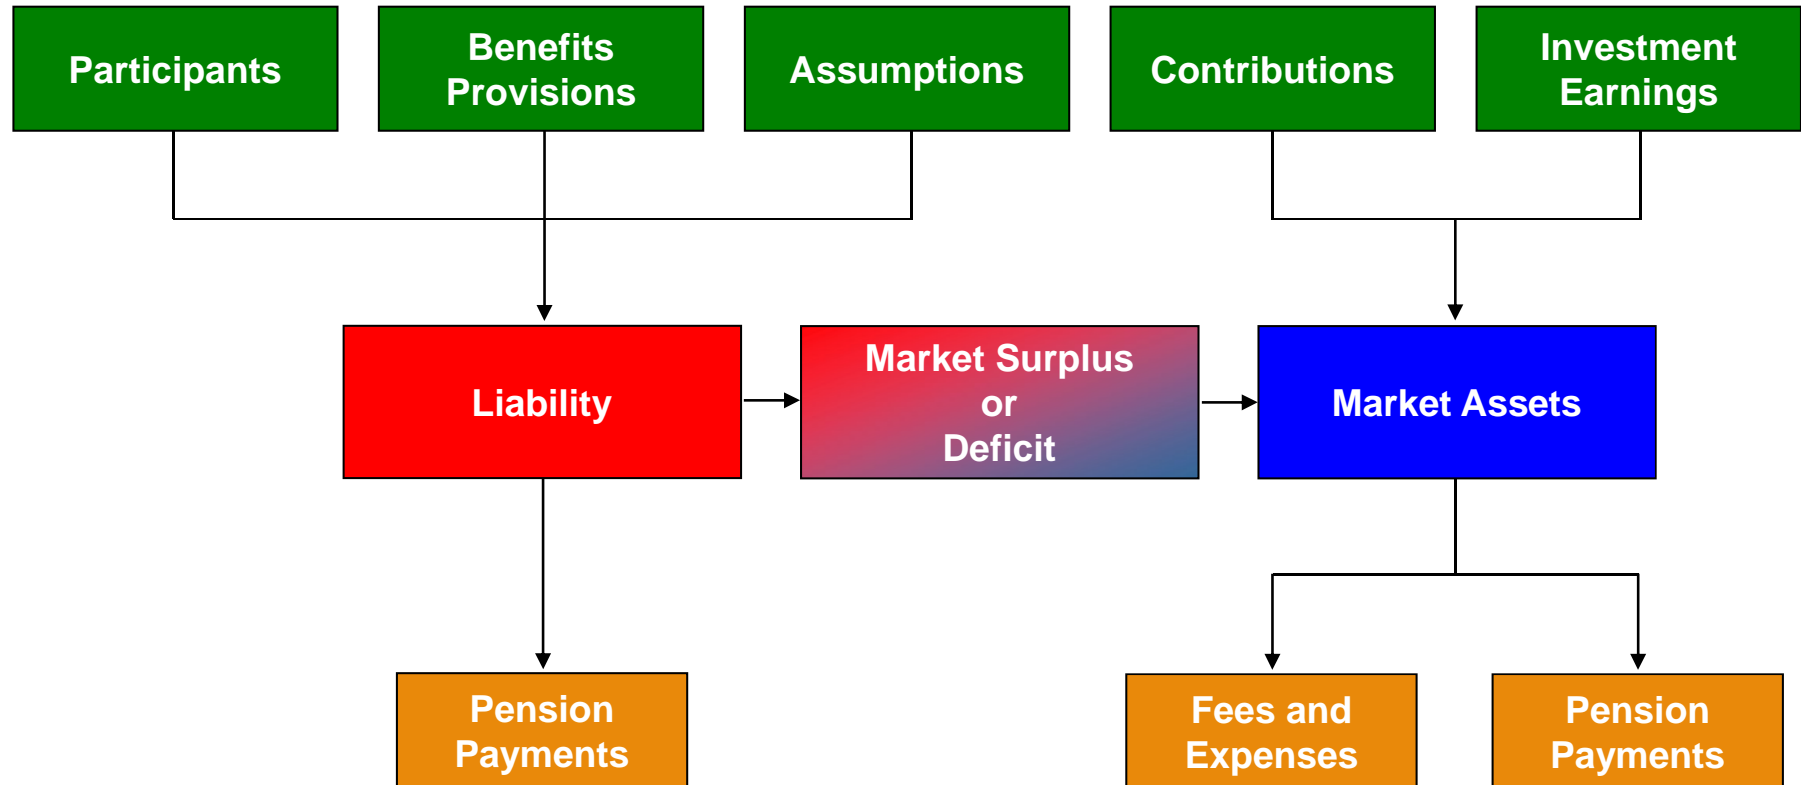 Participants
Benefits
Provisions
Assumptions
Contributions
Investment
Earnings
Liability
Market Surplus
or
Deficit
Market Assets
Pension
Payments
Fees and
Expenses
Pension
Payments